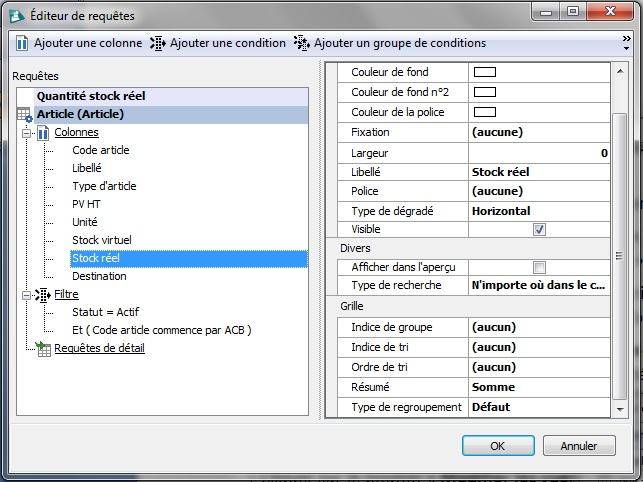 Éditeur de requêtes
Ajouter une colonne Ajouter une condition Ajouter un groupe de conditions »
Requêtes
Quantité stock réel
Article (Article)
Colonnes
Code article
Libellé
Type d'article
PV HT
Unité
Stock virtuel
Stock réel
Destination
Filtre
Statut = Actif
Et ( Code article commence par ACB )
Requêtes de détail
Couleur de fond
Couleur de fond n°2
Couleur de la police
Fixation (aucune)
Largeur 0
Libellé Stock réel
Police (aucune)
Type de dégradé Horizontal
Visible
Divers
Afficher dans l'aperçu
Type de recherche N'importe où dans le c...
Grille
Indice de groupe (aucun)
Indice de tri (aucun)
Ordre de tri (aucun)
Résumé Somme
Type de regroupement Défaut
OK Annuler